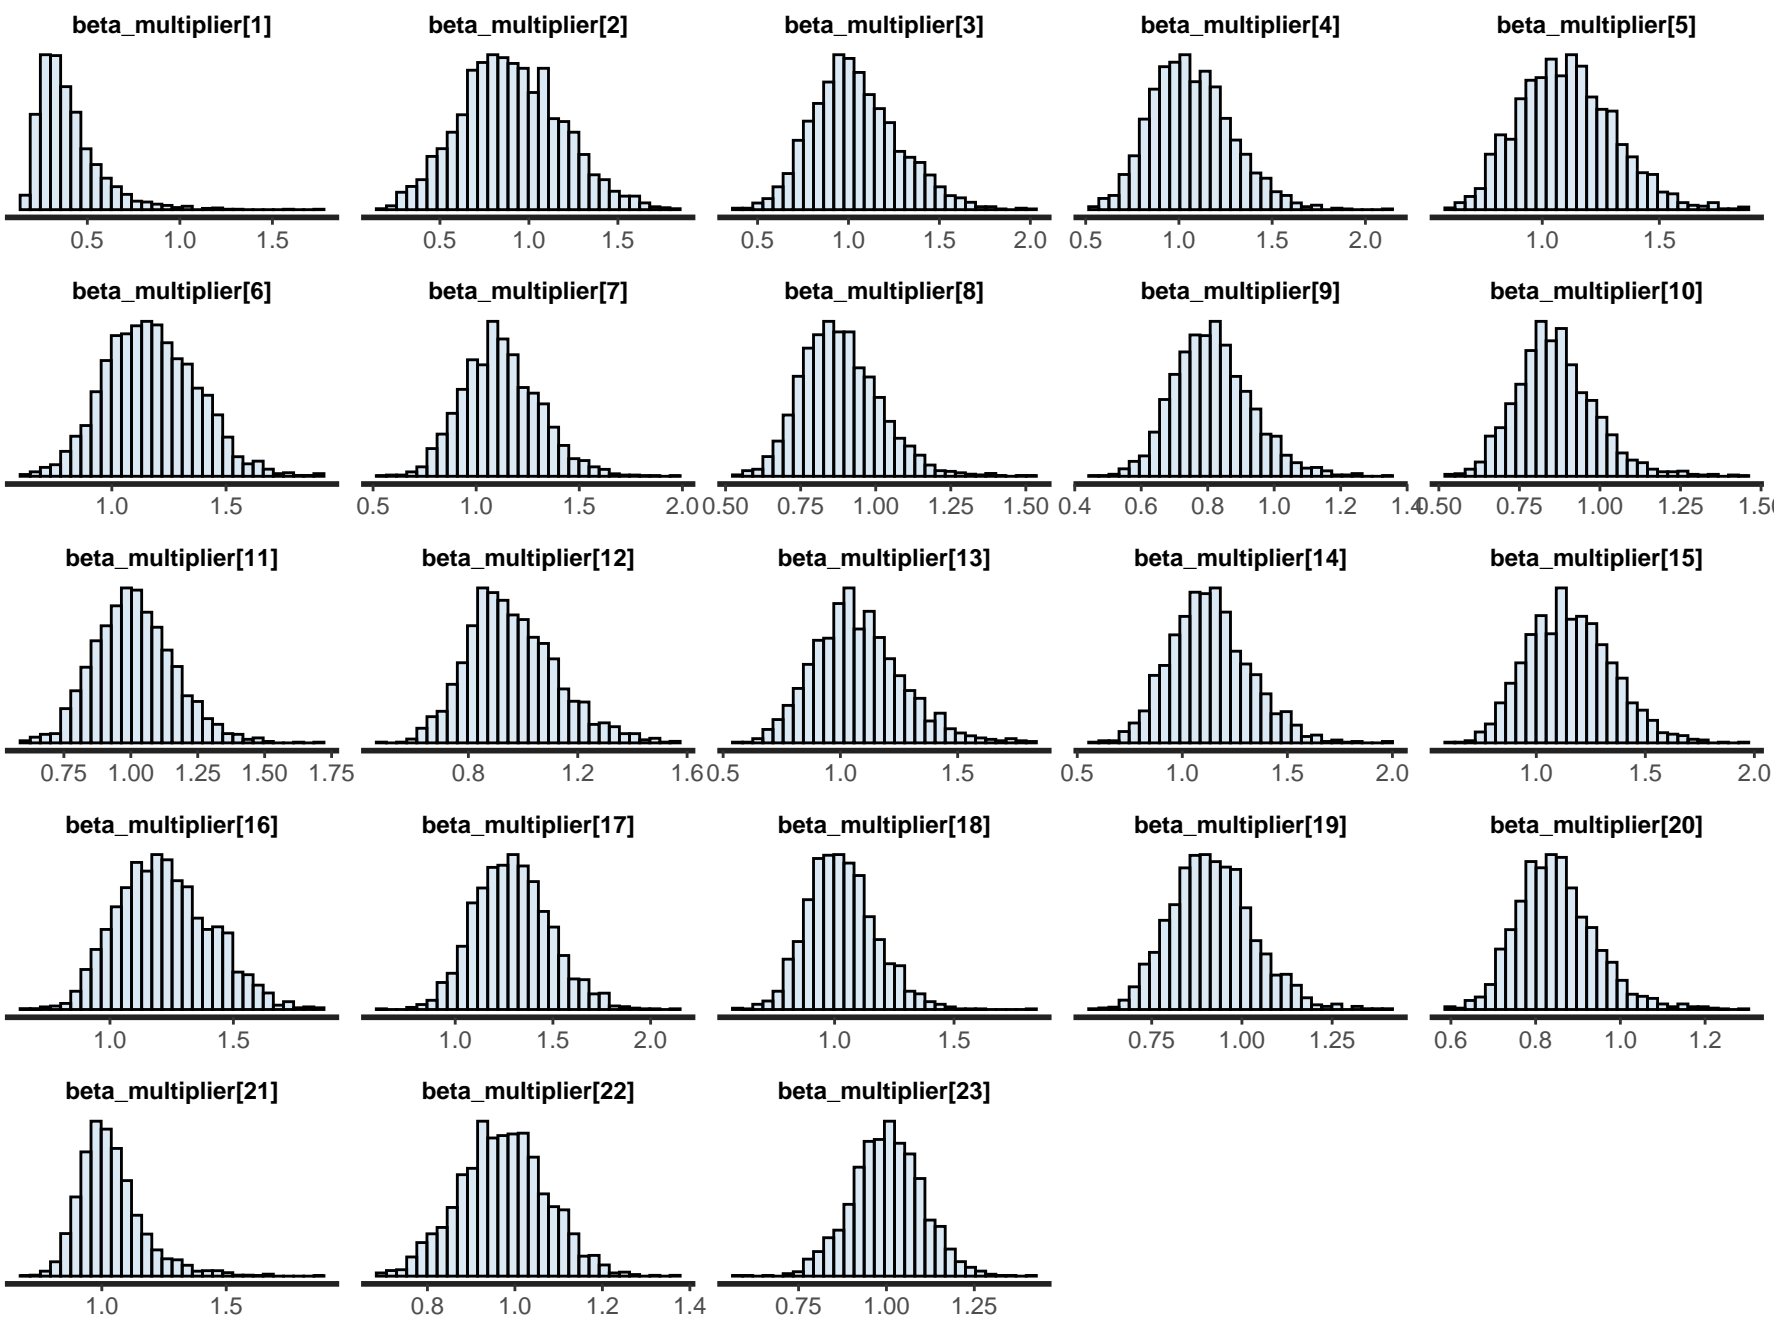 beta_multiplier[1] beta_multiplier[2] beta_multiplier[3] beta_multiplier[4] beta_multiplier[5]
0.5 1.0 1.5 0.5 1.0 1.5 0.5 1.0 1.5 2.0 0.5 1.0 1.5 2.0 1.0 1.5
beta_multiplier[6] beta_multiplier[7] beta_multiplier[8] beta_multiplier[9] beta_multiplier[10]
1.0 1.5 0.5 1.0 1.5 2.0 0.50 0.75 1.00 1.25 1.50 0.4 0.6 0.8 1.0 1.2 1.4 0.50 0.75 1.00 1.25 1.50
beta_multiplier[11] beta_multiplier[12] beta_multiplier[13] beta_multiplier[14] beta_multiplier[15]
0.75 1.00 1.25 1.50 1.75 0.8 1.2 1.6 0.5 1.0 1.5 0.5 1.0 1.5 2.0 1.0 1.5 2.0
beta_multiplier[16] beta_multiplier[17] beta_multiplier[18] beta_multiplier[19] beta_multiplier[20]
1.0 1.5 1.0 1.5 2.0 1.0 1.5 0.75 1.00 1.25 0.6 0.8 1.0 1.2
beta_multiplier[21] beta_multiplier[22] beta_multiplier[23]
1.0 1.5 0.8 1.0 1.2 1.4 0.75 1.00 1.25